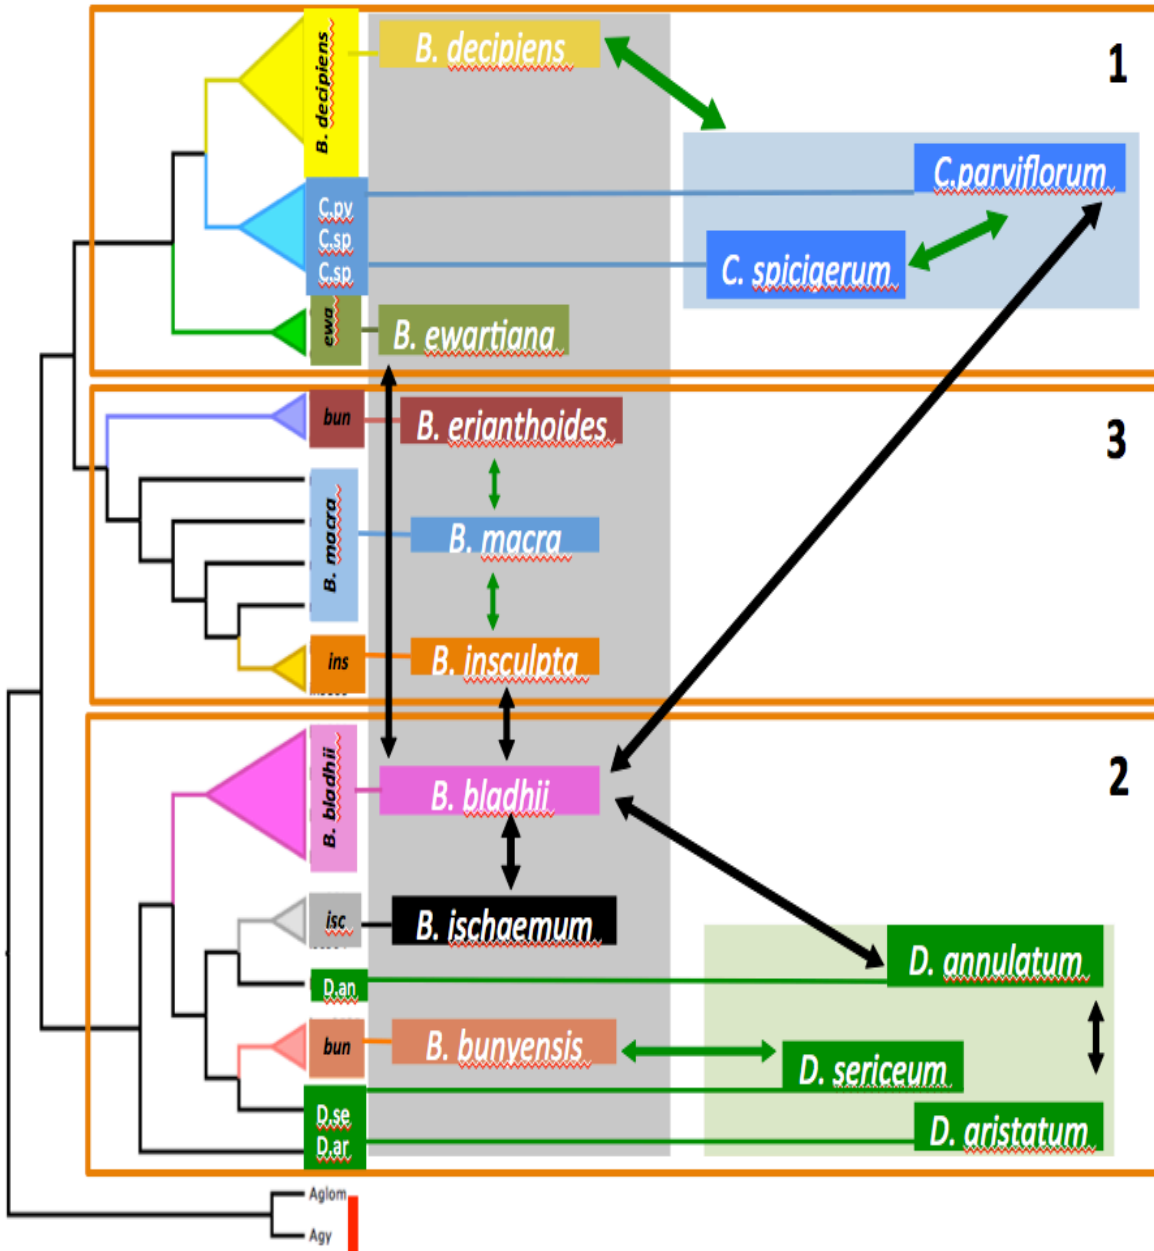 B. decipiens
B. decipiens
1
C.parviflorum
C.pv
C.sp
C.sp
C. spicigerum
ewa
B. ewartiana
bun
B. erianthoides
3
B. macra
B. macra
ins
B. insculpta
B. bladhii
B. bladhii
2
isc
B. ischaemum
D. annulatum
D.an
bun
B. bunyensis
D. sericeum
D.se
D.ar
D. aristatum
Aglom
Agy